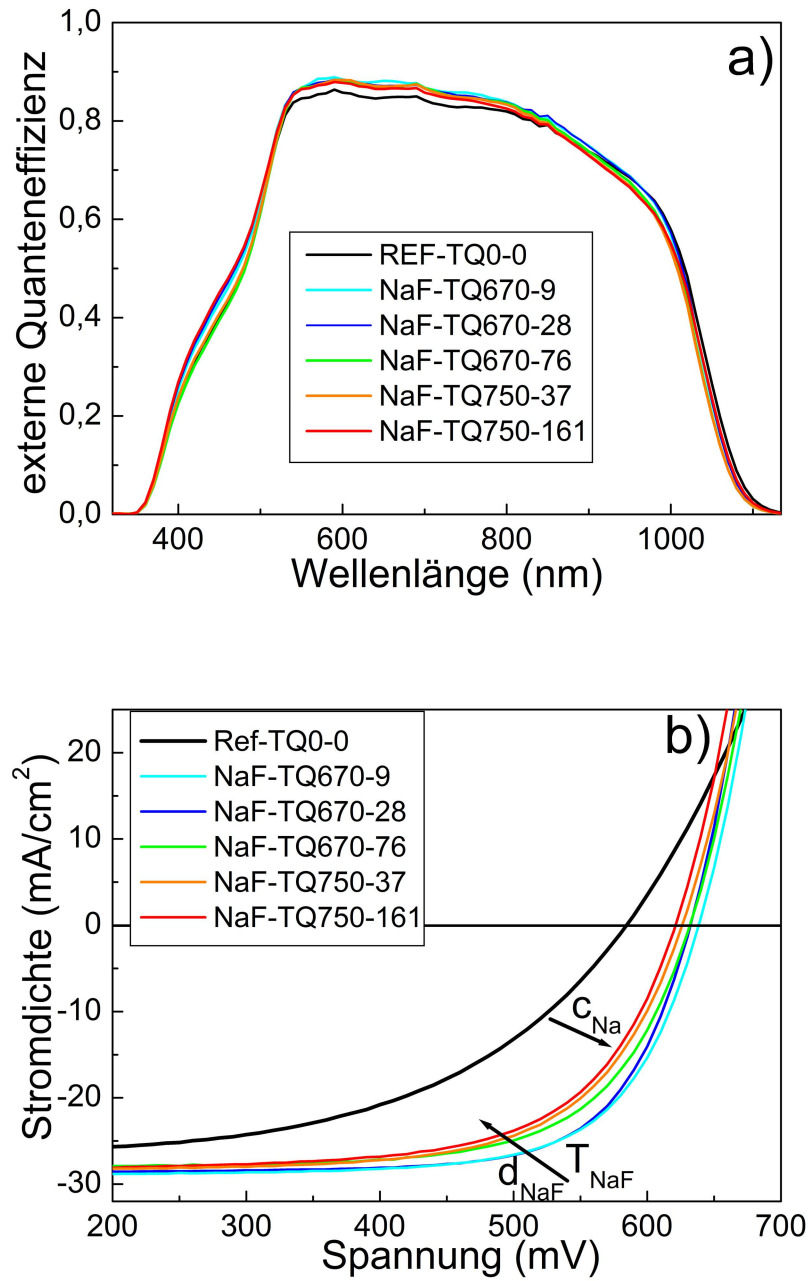 1,0
0,8
0,6
0,4
0,2
0,0
externe Quanteneffizienz
a)
REF-TQ0-0
NaF-TQ670-9
NaF-TQ670-28
NaF-TQ670-76
NaF-TQ750-37
NaF-TQ750-161
400 600 800 1000
Wellenlänge (nm)
20
10
0
-10
-20
-30
Stromdichte (mA/cm²)
b)
Ref-TQ0-0
NaF-TQ670-9
NaF-TQ670-28
NaF-TQ670-76
NaF-TQ750-37
NaF-TQ750-161
c_Na
d_NaF
T_NaF
200 300 400 500 600 700
Spannung (mV)